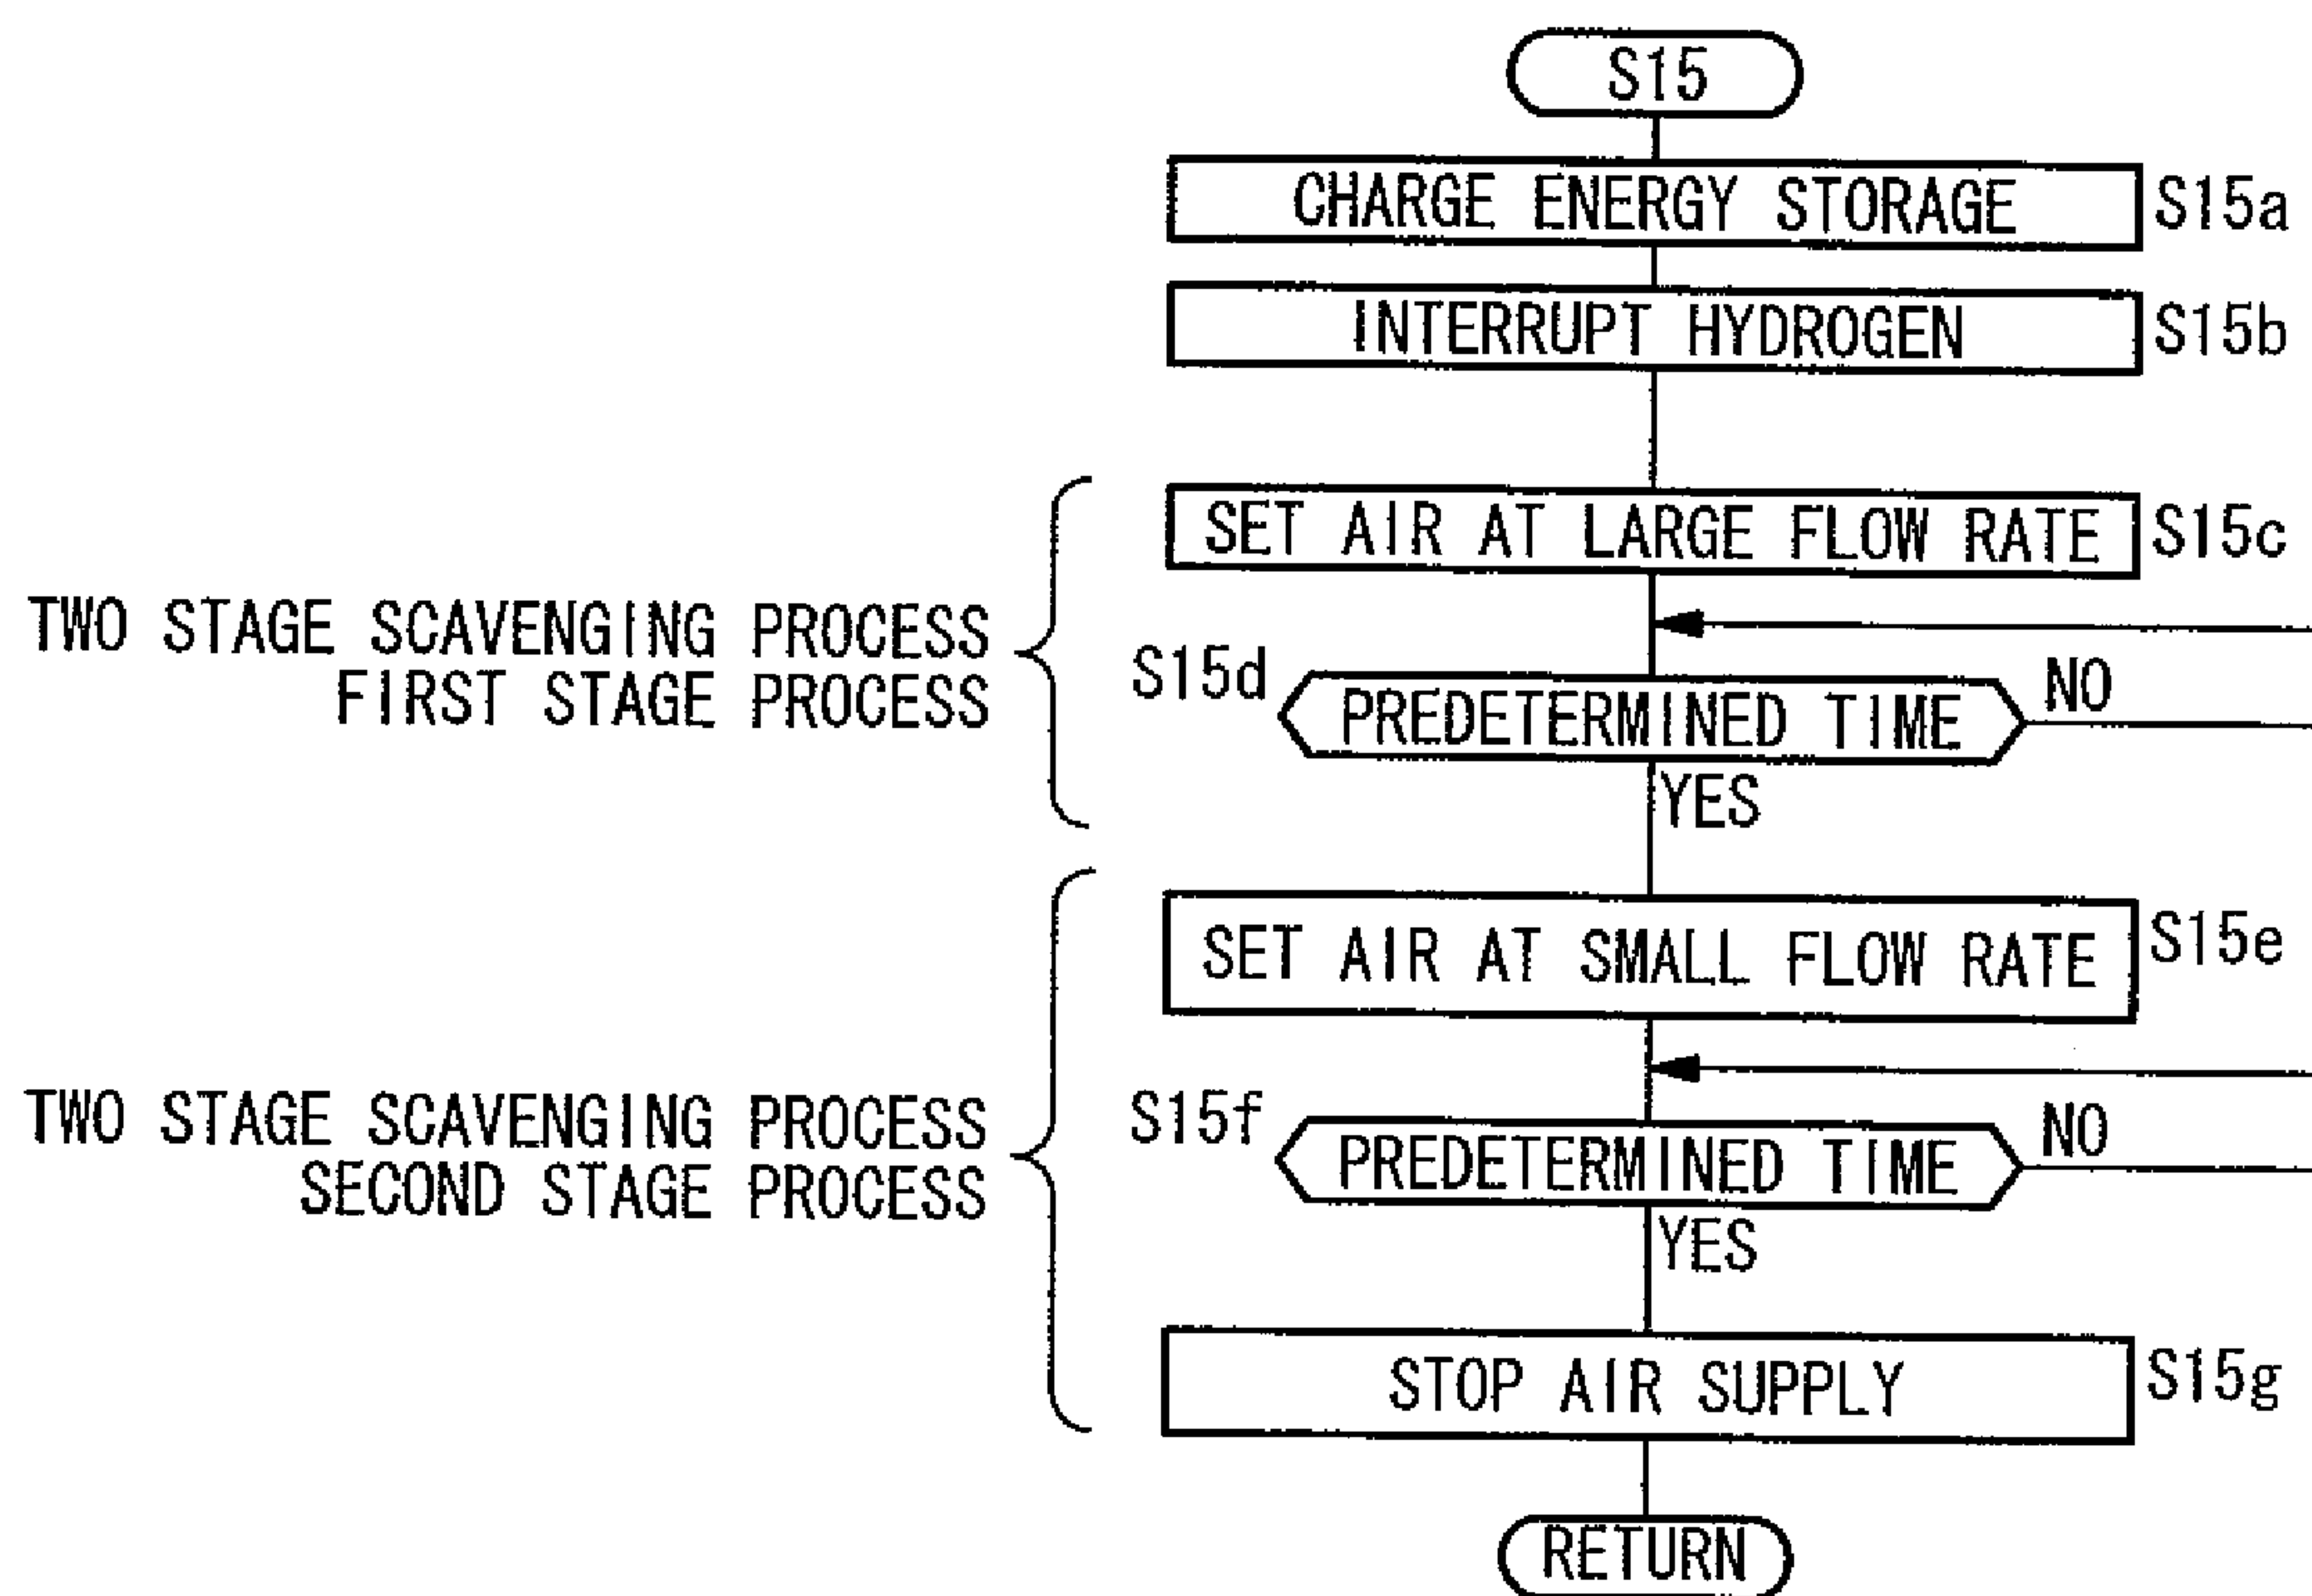 S15
CHARGE ENERGY STORAGE
S15a
INTERRUPT HYDROGEN
S15b
SET AIR AT LARGE FLOW RATE
S15c
TWO STAGE SCAVENGING PROCESS
FIRST STAGE PROCESS
S15d
PREDETERMINED TIME
NO
YES
SET AIR AT SMALL FLOW RATE
S15e
TWO STAGE SCAVENGING PROCESS
SECOND STAGE PROCESS
S15f
PREDETERMINED TIME
NO
YES
STOP AIR SUPPLY
S15g
RETURN